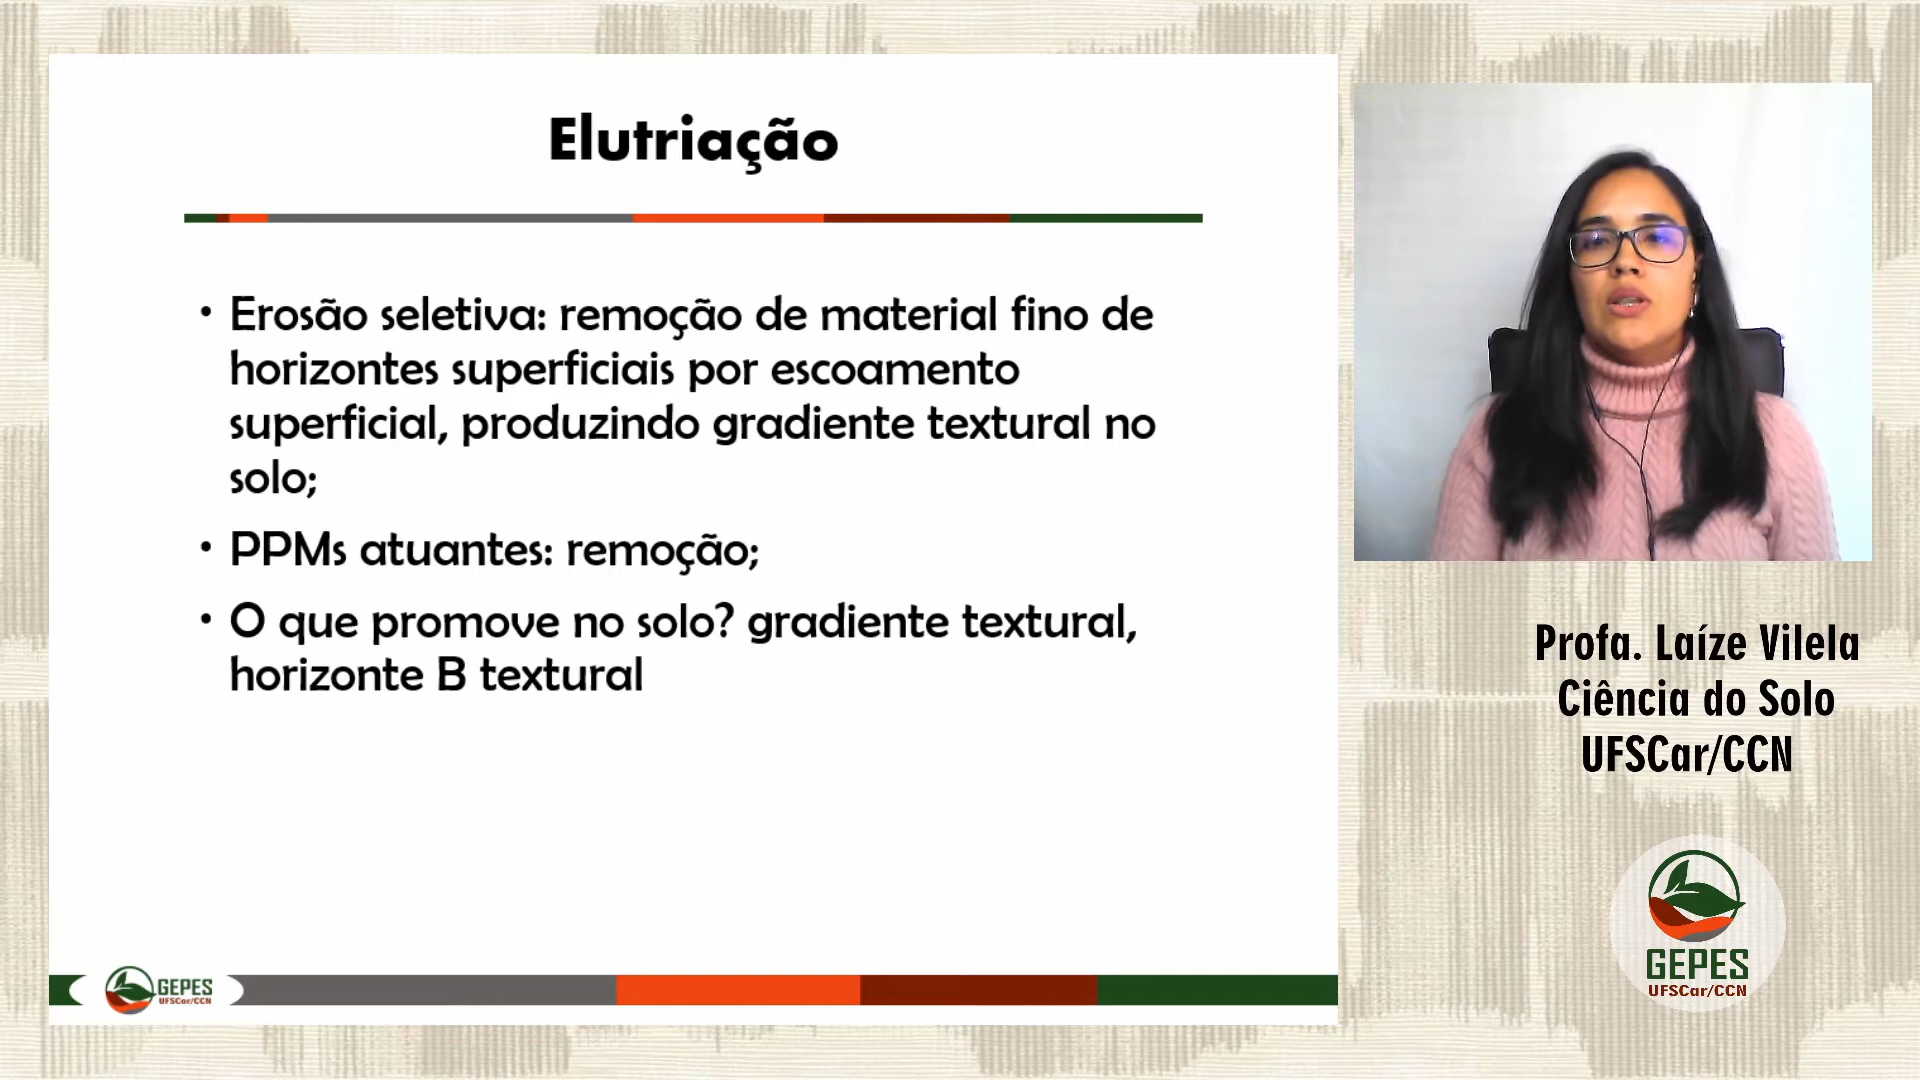 Elutriação
• Erosão seletiva: remoção de material fino de
horizontes superficiais por escoamento
superficial, produzindo gradiente textural no
solo;
• PPMs atuantes: remoção;
• O que promove no solo? gradiente textural,
horizonte B textural
GEPES
UFSCar/CCN
Profa. Laíze Vilela
Ciência do Solo
UFSCar/CCN
GEPES
UFSCar/CCN